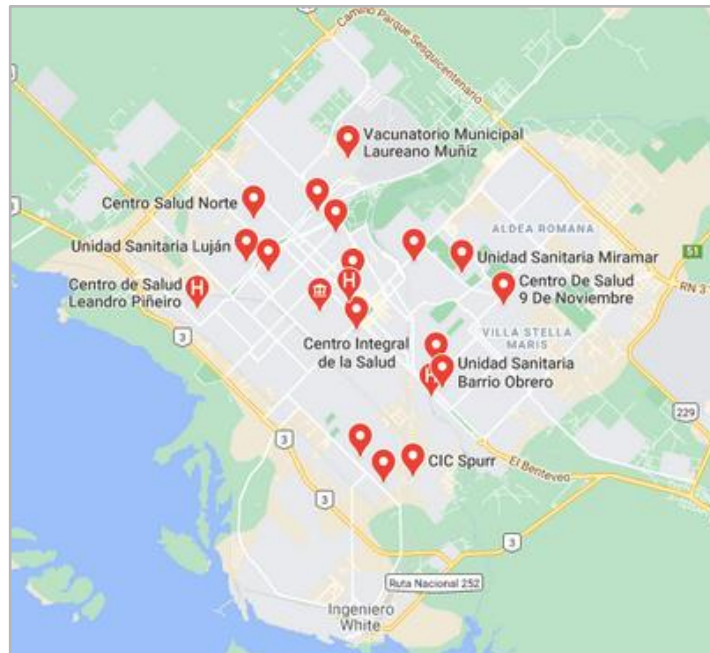 Camino Parque Sesquicentenario
3
Vacunatorio Municipal
Laureano Muñiz
Centro Salud Norte
3
ALDEA ROMANA
Unidad Sanitaria Luján
Unidad Sanitaria Miramar
51
Centro de Salud
Leandro Piñeiro
H
H
Centro De Salud
9 De Noviembre
RN 3
3
Centro Integral
de la Salud
VILLA STELLA
MARIS
Unidad Sanitaria
Barrio Obrero
H
229
3
CIC Spurr
El Benteveo
3
3
Ruta Nacional 252
Ingeniero
White